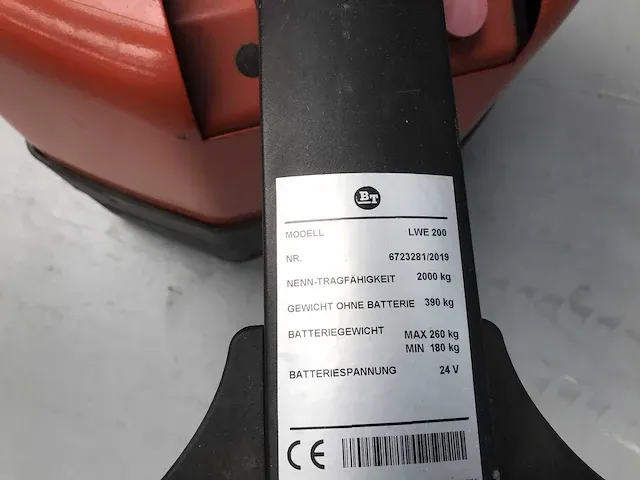 BT
MODELL LWE 200
NR. 6723281/2019
NENN-TRAGFÄHIGKEIT 2000 kg
GEWICHT OHNE BATTERIE 390 kg
BATTERIEGEWICHT MAX 260 kg
MIN 180 kg
BATTERIESPANNUNG 24 V
CE